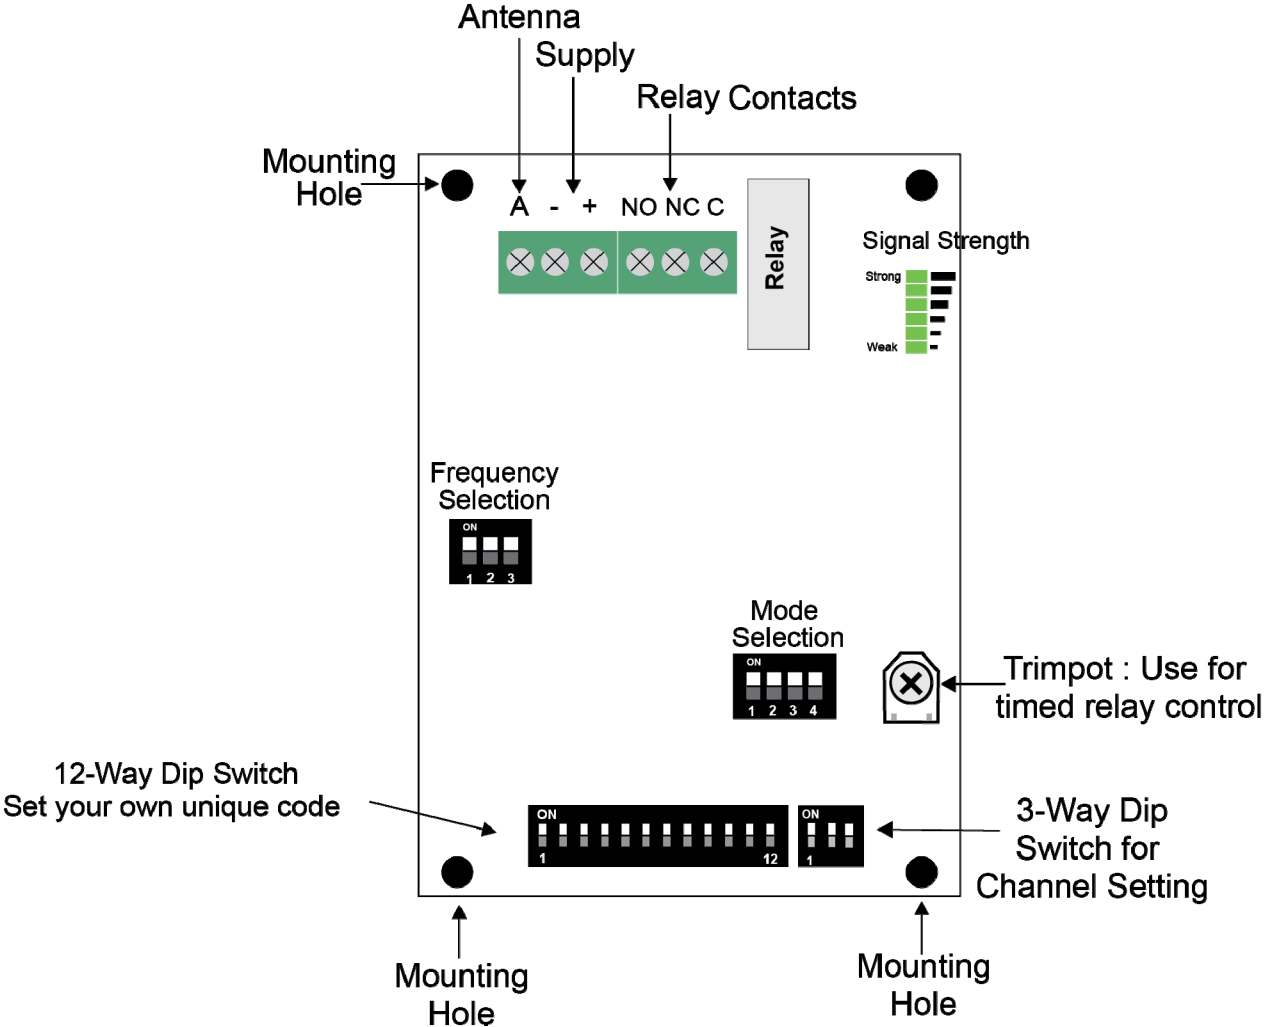 Antenna
Supply
Relay Contacts
Mounting
Hole
A - + NO NC C
Relay
Signal Strength
Strong
Weak
Frequency
Selection
ON
1 2 3
Mode
Selection
ON
1 2 3 4
Trimpot : Use for
timed relay control
12-Way Dip Switch
Set your own unique code
ON
1 12
ON
1
3-Way Dip
Switch for
Channel Setting
Mounting
Hole
Mounting
Hole